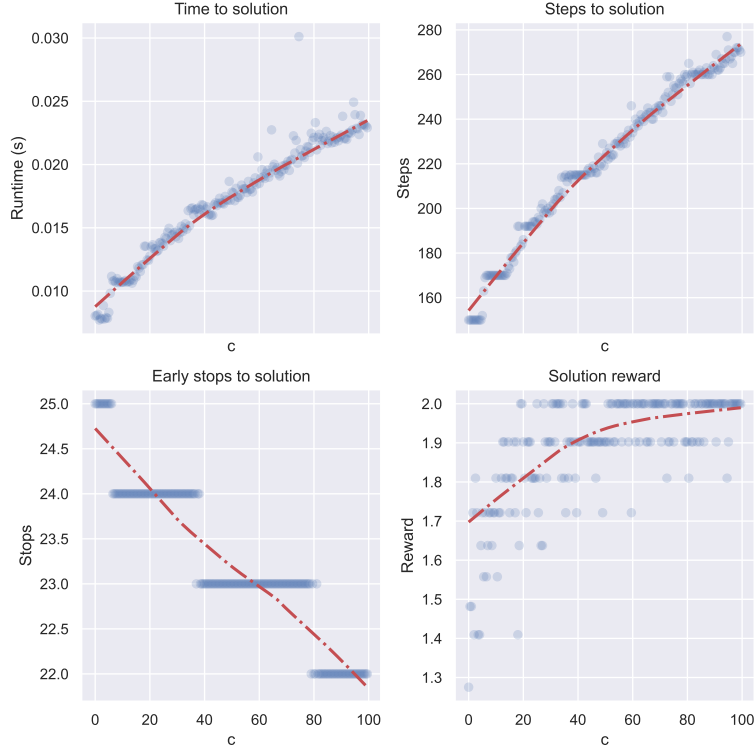 Time to solution
Runtime (s)
0.030
0.025
0.020
0.015
0.010
c
Steps to solution
Steps
280
260
240
220
200
180
160
c
Early stops to solution
Stops
25.0
24.5
24.0
23.5
23.0
22.5
22.0
0 20 40 60 80 100
c
Solution reward
Reward
2.0
1.9
1.8
1.7
1.6
1.5
1.4
1.3
0 20 40 60 80 100
c